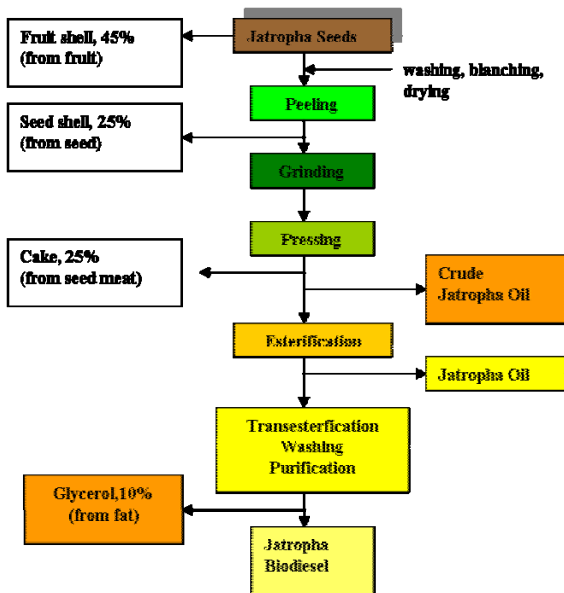 Fruit shell, 45%
(from fruit)
Jatropha Seeds
washing, blanching,
drying
Peeling
Seed shell, 25%
(from seed)
Grinding
Pressing
Cake, 25%
(from seed meat)
Crude
Jatropha Oil
Esterification
Jatropha Oil
Transesterfication
Washing
Purification
Glycerol,10%
(from fat)
Jatropha
Biodiesel